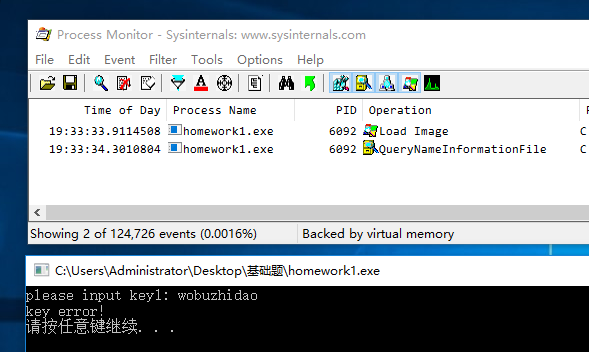 Process Monitor - Sysinternals: www.sysinternals.com
File Edit Event Filter Tools Options Help
Time of Day Process Name PID Operation
19:33:33.9114508 homework1.exe 6092 Load Image C
19:33:34.3010804 homework1.exe 6092 QueryNameInformationFile C
Showing 2 of 124,726 events (0.0016%) Backed by virtual memory
C:\Users\Administrator\Desktop\基础题\homework1.exe
please input key1: wobuzhidao
key error!
请按任意键继续. . .